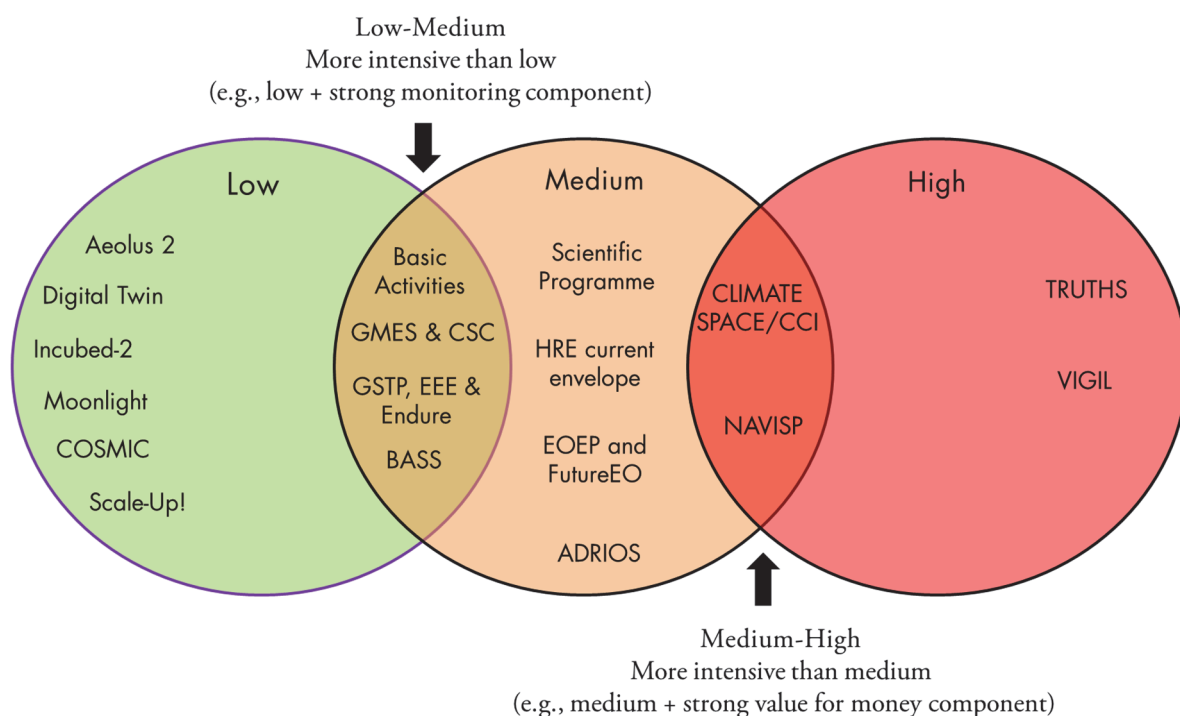 Low-Medium
More intensive than low
(e.g., low + strong monitoring component)
Low
Aeolus 2
Digital Twin
Incubed-2
Moonlight
COSMIC
Scale-Up!
Basic
Activities
GMES & CSC
GSTP, EEE &
Endure
BASS
Medium
Scientific
Programme
HRE current
envelope
EOEP and
FutureEO
ADRIOS
CLIMATE
SPACE/CCI
NAVISP
High
TRUTHS
VIGIL
Medium-High
More intensive than medium
(e.g., medium + strong value for money component)